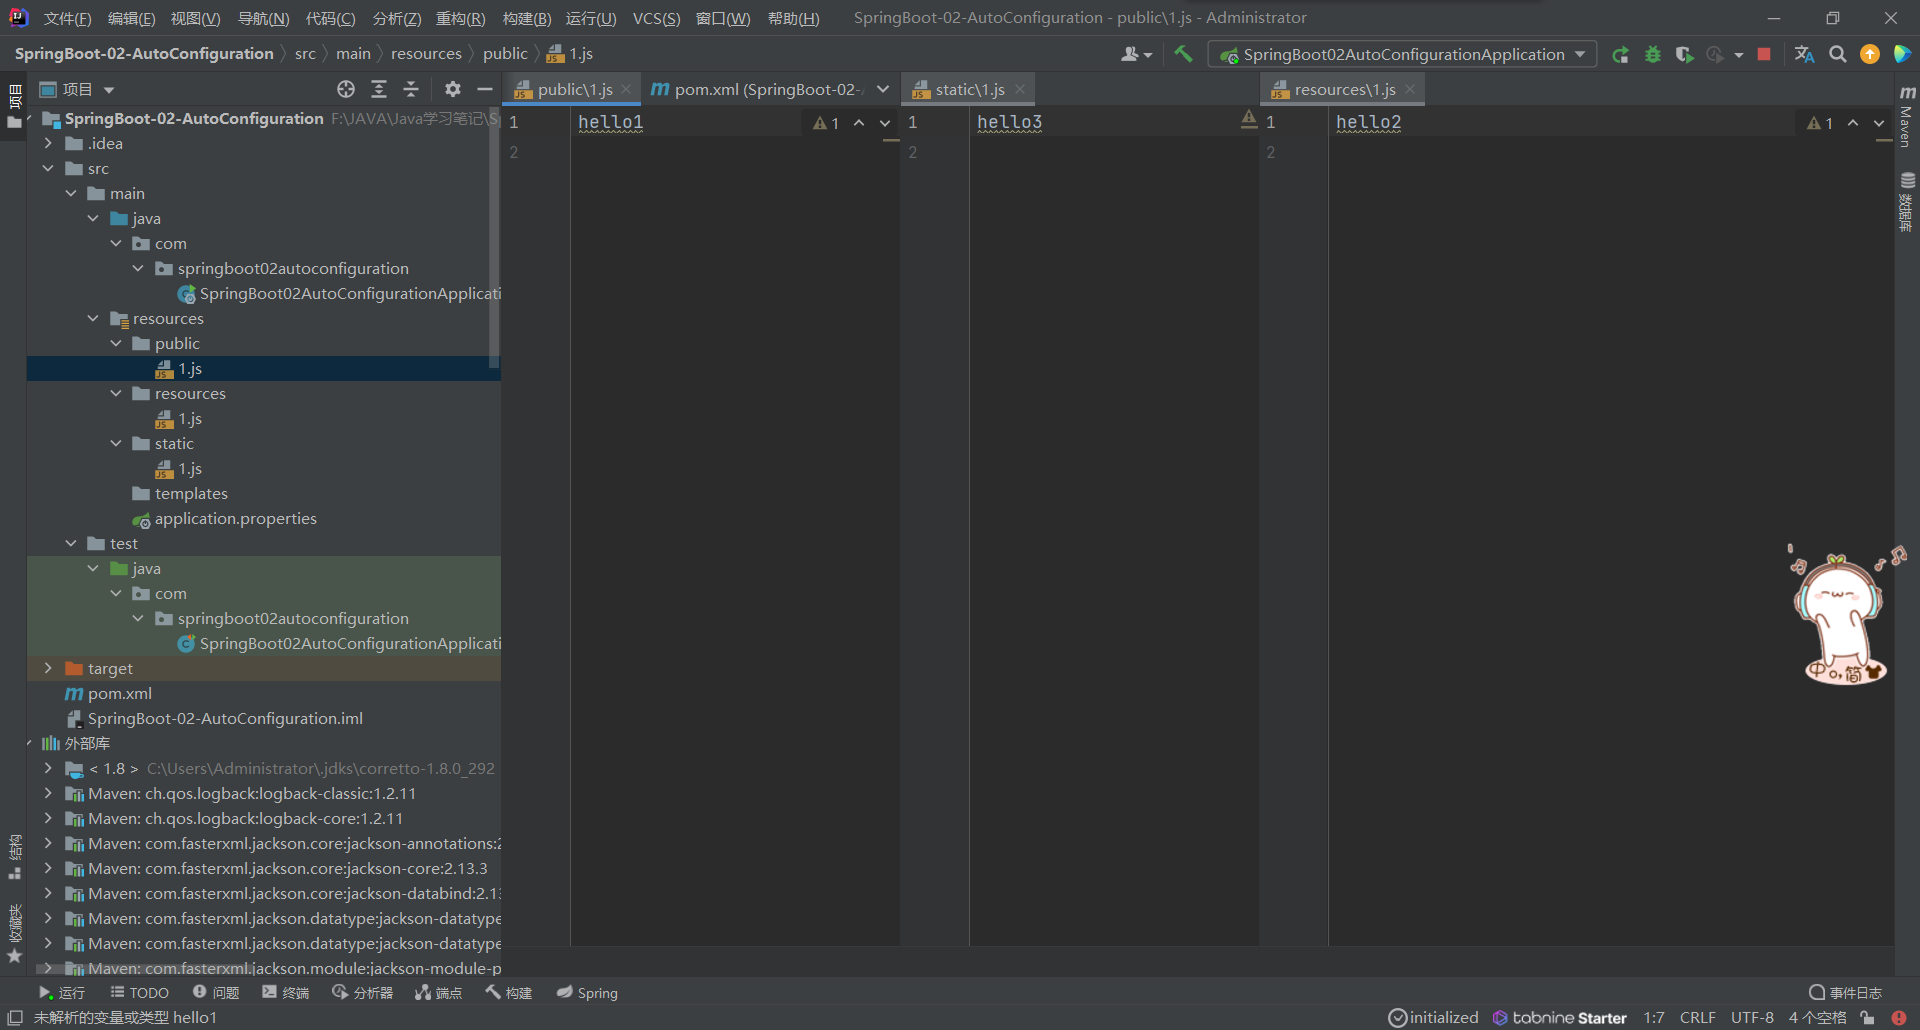 文件(F) 编辑(E) 视图(V) 导航(N) 代码(C) 分析(Z) 重构(R) 构建(B) 运行(U) VCS(S) 窗口(W) 帮助(H) SpringBoot-02-AutoConfiguration - public\1.js - Administrator
SpringBoot-02-AutoConfiguration src main resources public 1.js SpringBoot02AutoConfigurationApplication
项目 public\1.js pom.xml (SpringBoot-02- static\1.js resources\1.js
SpringBoot-02-AutoConfiguration F:\JAVA\Java学习笔记\S
.idea
src
main
java
com
springboot02autoconfiguration
SpringBoot02AutoConfigurationApplicati
resources
public
1.js
resources
1.js
static
1.js
templates
application.properties
test
java
com
springboot02autoconfiguration
SpringBoot02AutoConfigurationApplicati
target
pom.xml
SpringBoot-02-AutoConfiguration.iml
外部库
< 1.8 > C:\Users\Administrator\.jdks\corretto-1.8.0_292
Maven: ch.qos.logback:logback-classic:1.2.11
Maven: ch.qos.logback:logback-core:1.2.11
Maven: com.fasterxml.jackson.core:jackson-annotations:2
Maven: com.fasterxml.jackson.core:jackson-core:2.13.3
Maven: com.fasterxml.jackson.core:jackson-databind:2.13
Maven: com.fasterxml.jackson.datatype:jackson-datatype
Maven: com.fasterxml.jackson.datatype:jackson-datatype
Maven: com.fasterxml.jackson.module:jackson-module-p
1 hello1 1
2
1 hello3
2
1 hello2 1
2
项目
结构
收藏夹
Maven
数据库
中 简
运行 TODO 问题 终端 分析器 端点 构建 Spring 事件日志
未解析的变量或类型 hello1 initialized tabnine Starter 1:7 CRLF UTF-8 4 个空格